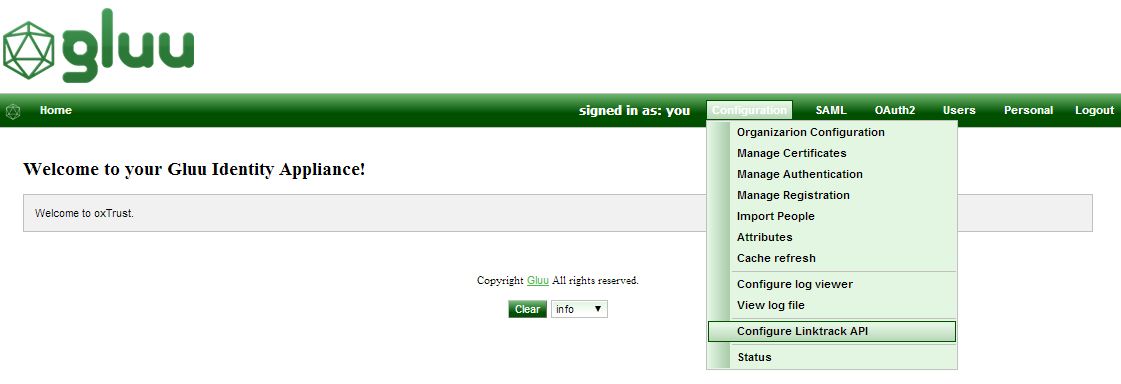 gluu
Home signed in as: you Configuration SAML OAuth2 Users Personal Logout
Organizarion Configuration
Manage Certificates
Manage Authentication
Manage Registration
Import People
Attributes
Cache refresh
Configure log viewer
View log file
Configure Linktrack API
Status
Welcome to your Gluu Identity Appliance!
Welcome to oxTrust.
Copyright Gluu All rights reserved.
Clear info